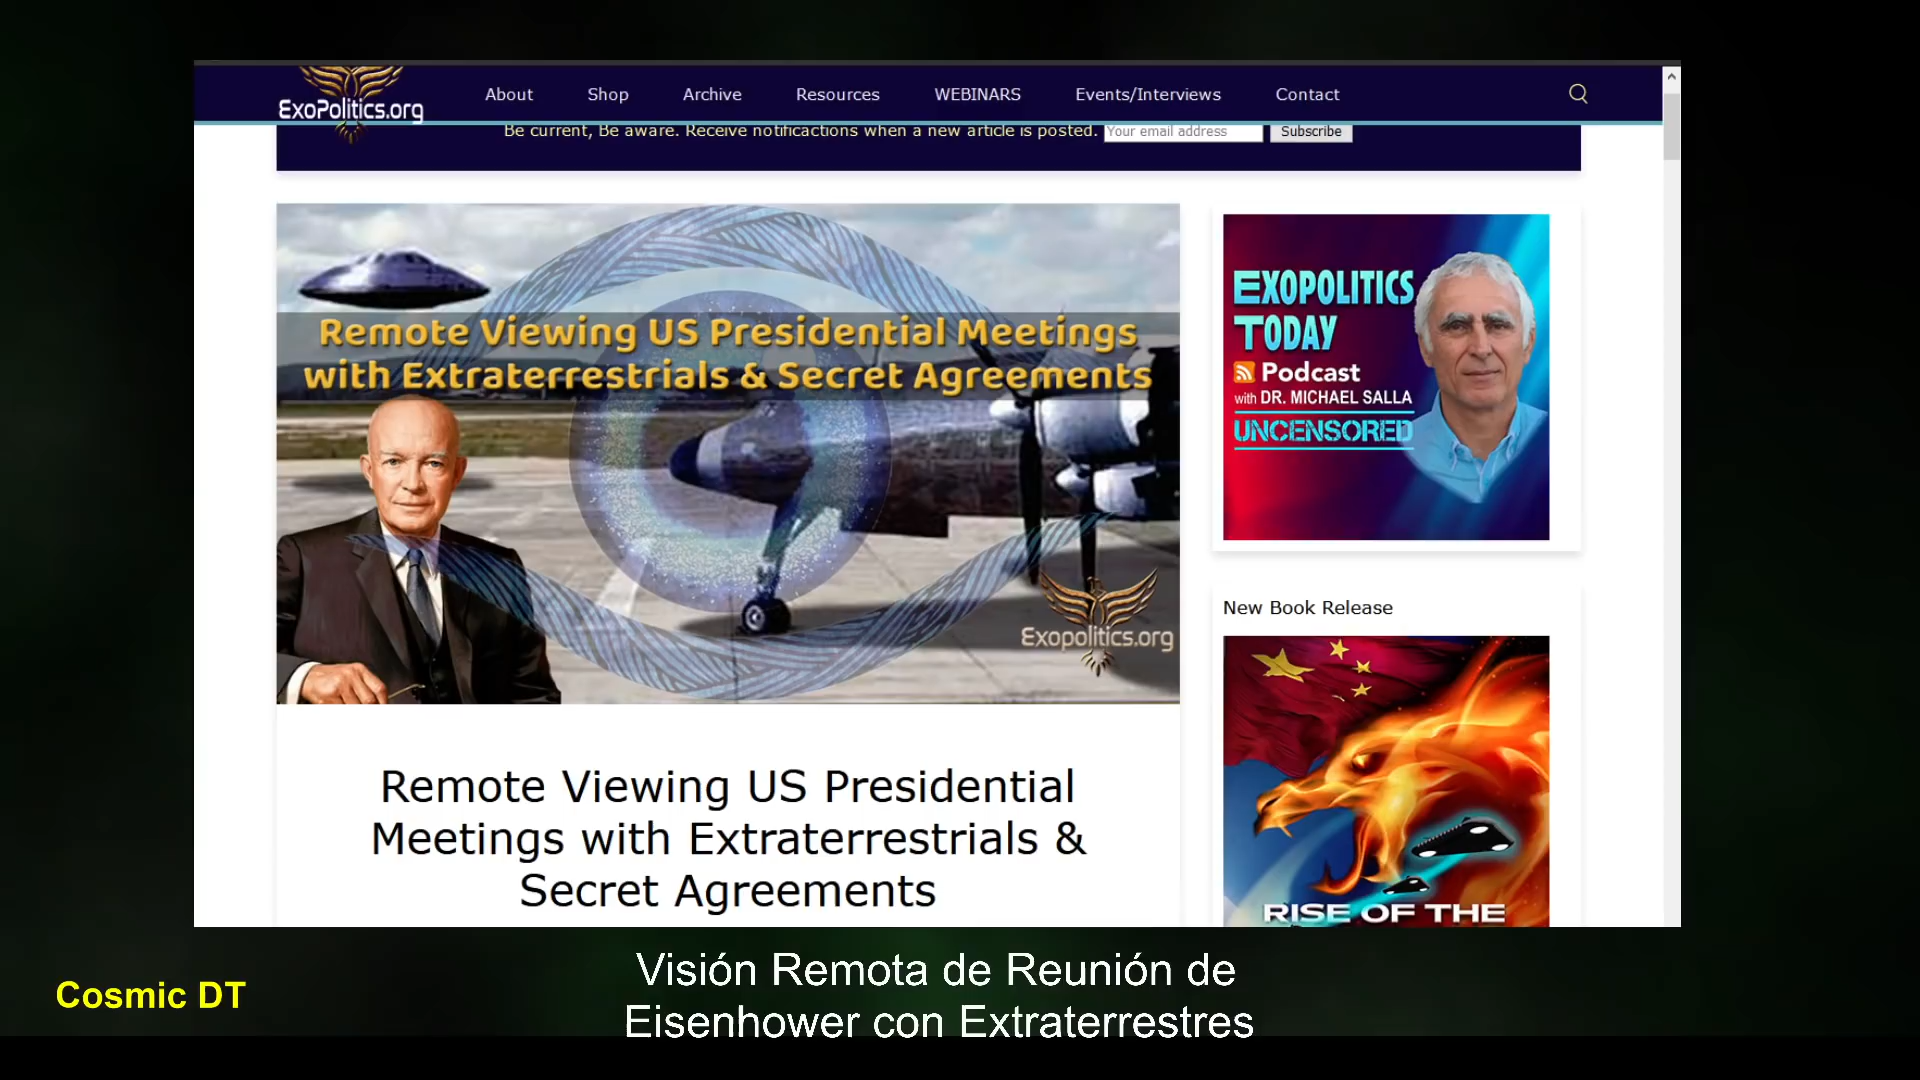 ExoPolitics.org
About
Shop
Archive
Resources
WEBINARS
Events/Interviews
Contact
Be current, Be aware. Receive notificactions when a new article is posted.
Your email address
Subscribe
Remote Viewing US Presidential Meetings
with Extraterrestrials & Secret Agreements
Exopolitics.org
Remote Viewing US Presidential
Meetings with Extraterrestrials &
Secret Agreements
EXOPOLITICS
TODAY
Podcast
with DR. MICHAEL SALLA
UNCENSORED
New Book Release
RISE OF THE
Cosmic DT
Visión Remota de Reunión de
Eisenhower con Extraterrestres